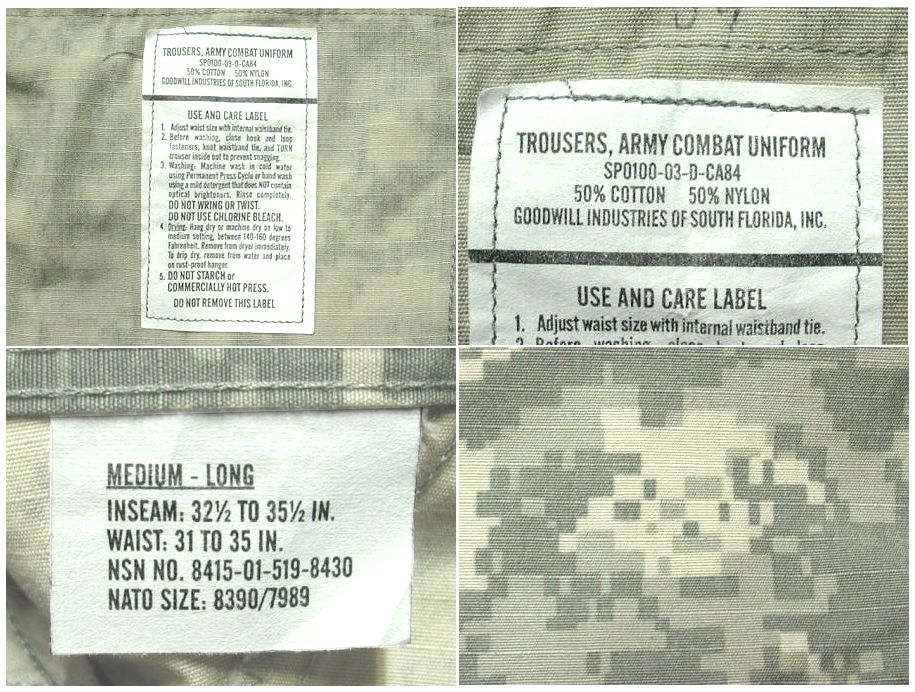 TROUSERS, ARMY COMBAT UNIFORM
SPO100-03-D-CA84
50% COTTON 50% NYLON
GOODWILL INDUSTRIES OF SOUTH FLORIDA, INC.
USE AND CARE LABEL
1. Adjust waist size with internal waistband tie.
2. Before washing, close hook and loop
fasteners, knot waistband tie, and TURN
trouser inside out to prevent snagging.
3. Washing: Machine wash in cold water
using Permanent Press Cycle or hand wash
using a mild detergent that does NOT contain
optical brighteners. Rinse completely.
DO NOT WRING OR TWIST.
DO NOT USE CHLORINE BLEACH.
4. Drying: Hang dry or machine dry on low to
medium setting, between 140-160 degrees
Fahrenheit. Remove from dryer immediately.
To drip dry, remove from water and place
on rust-proof hanger.
5. DO NOT STARCH or
COMMERCIALLY HOT PRESS.
DO NOT REMOVE THIS LABEL
TROUSERS, ARMY COMBAT UNIFORM
SPO100-03-D-CA84
50% COTTON 50% NYLON
GOODWILL INDUSTRIES OF SOUTH FLORIDA, INC.
USE AND CARE LABEL
1. Adjust waist size with internal waistband tie.
MEDIUM - LONG
INSEAM: 32½ TO 35½ IN.
WAIST: 31 TO 35 IN.
NSN NO. 8415-01-519-8430
NATO SIZE: 8390/7989